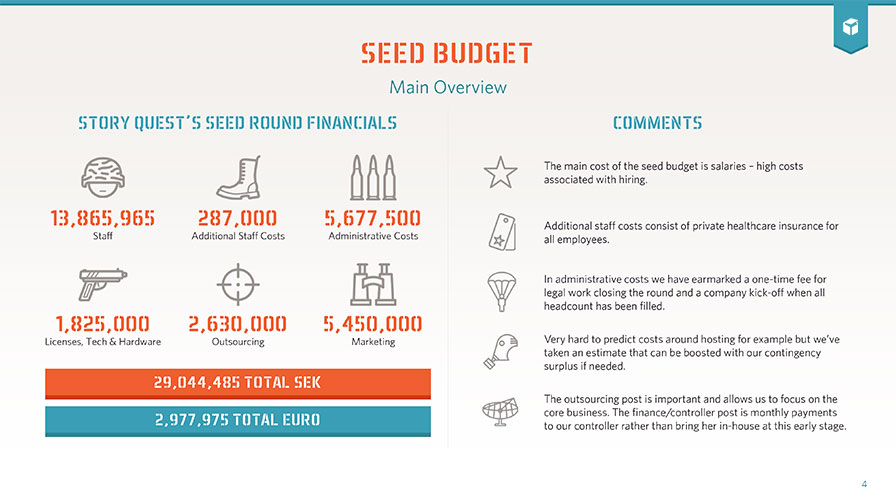 SEED BUDGET
Main Overview
STORY QUEST'S SEED ROUND FINANCIALS
13,865,965
Staff
287,000
Additional Staff Costs
5,677,500
Administrative Costs
1,825,000
Licenses, Tech & Hardware
2,630,000
Outsourcing
5,450,000
Marketing
29,044,485 TOTAL SEK
2,977,975 TOTAL EURO
COMMENTS
The main cost of the seed budget is salaries – high costs
associated with hiring.
Additional staff costs consist of private healthcare insurance for
all employees.
In administrative costs we have earmarked a one-time fee for
legal work closing the round and a company kick-off when all
headcount has been filled.
Very hard to predict costs around hosting for example but we've
taken an estimate that can be boosted with our contingency
surplus if needed.
The outsourcing post is important and allows us to focus on the
core business. The finance/controller post is monthly payments
to our controller rather than bring her in-house at this early stage.
4